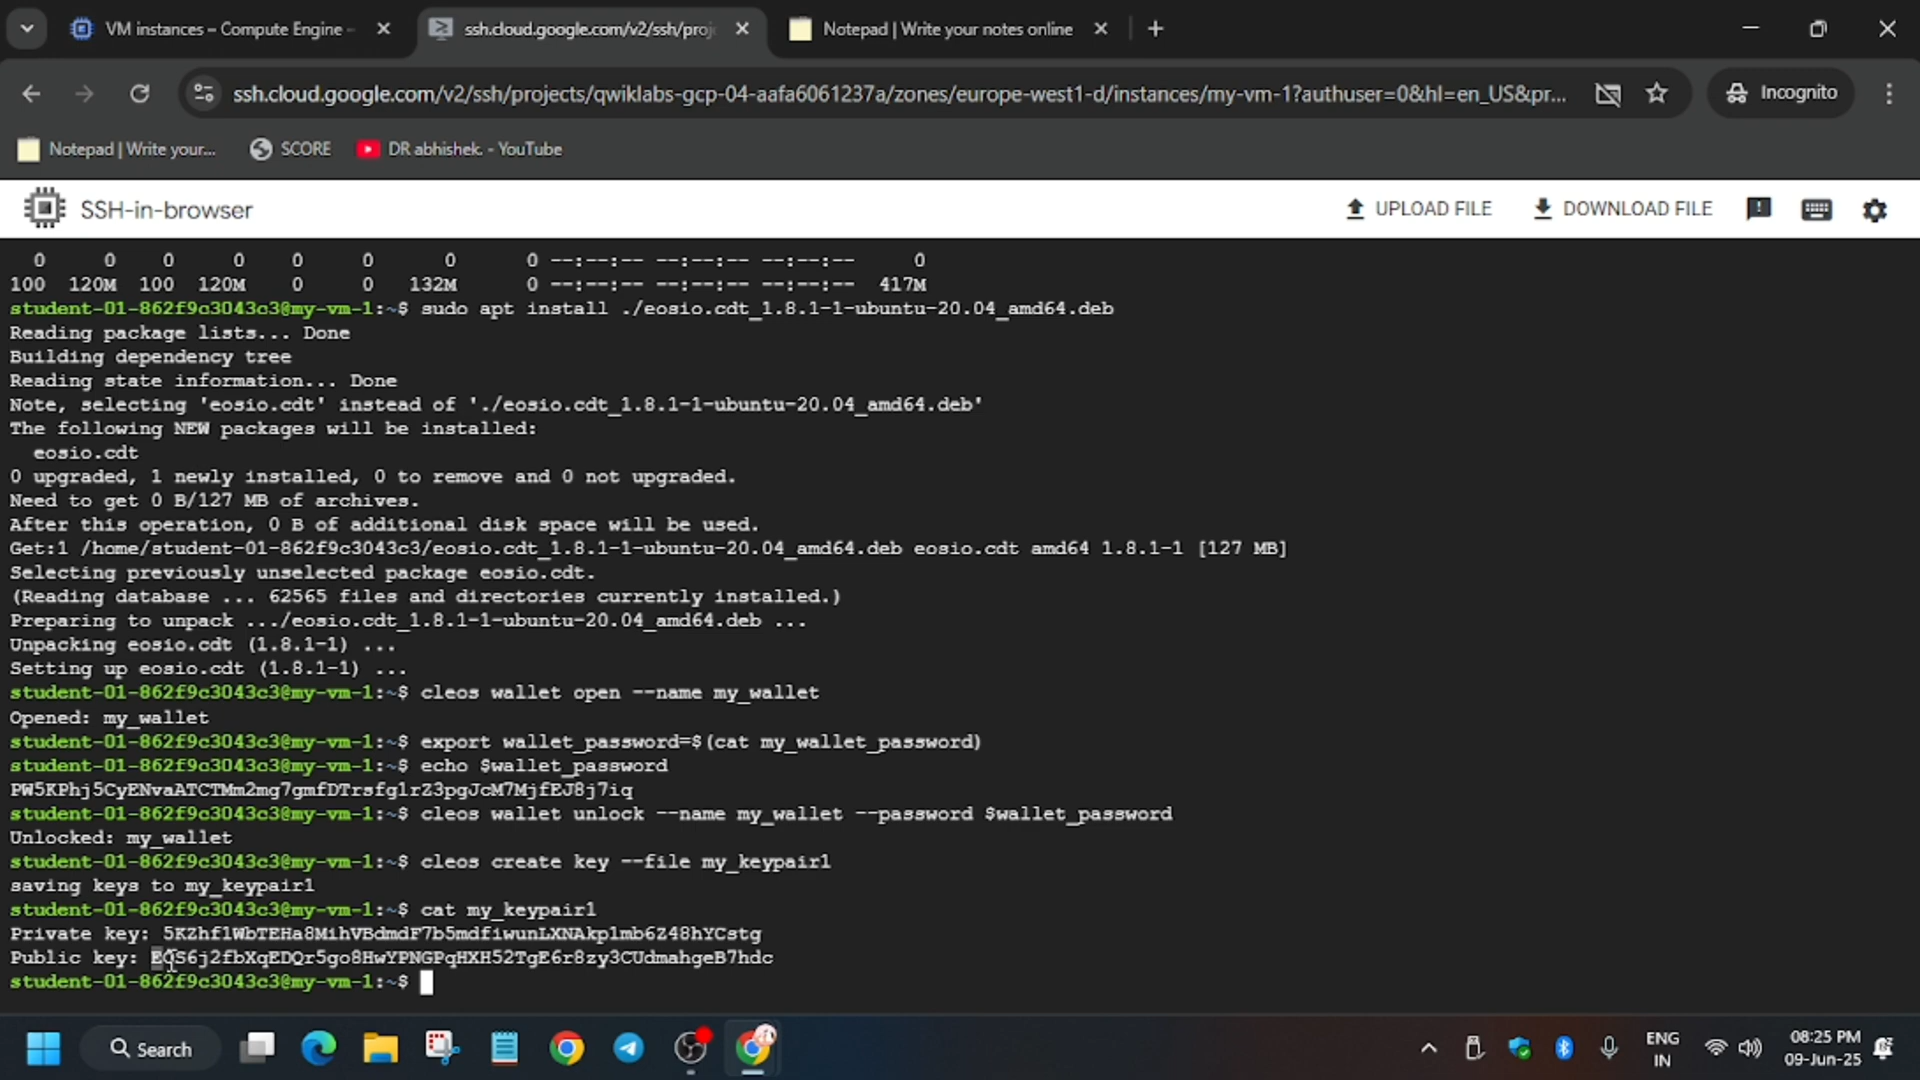 VM instances – Compute Engine –
ssh.cloud.google.com/v2/ssh/proj
Notepad | Write your notes online
ssh.cloud.google.com/v2/ssh/projects/qwiklabs-gcp-04-aafa6061237a/zones/europe-west1-d/instances/my-vm-1?authuser=0&hl=en_US&pr...
Incognito
Notepad | Write your...
SCORE
DR abhishek. - YouTube
SSH-in-browser
UPLOAD FILE
DOWNLOAD FILE
0 0 0 0 0 0 0 0 --:--:-- --:--:-- --:--:-- 0
100 120M 100 120M 0 0 132M 0 --:--:-- --:--:-- --:--:-- 417M
student-01-862f9c3043c3@my-vm-1:~$ sudo apt install ./eosio.cdt_1.8.1-1-ubuntu-20.04_amd64.deb
Reading package lists... Done
Building dependency tree
Reading state information... Done
Note, selecting 'eosio.cdt' instead of './eosio.cdt_1.8.1-1-ubuntu-20.04_amd64.deb'
The following NEW packages will be installed:
eosio.cdt
0 upgraded, 1 newly installed, 0 to remove and 0 not upgraded.
Need to get 0 B/127 MB of archives.
After this operation, 0 B of additional disk space will be used.
Get:1 /home/student-01-862f9c3043c3/eosio.cdt_1.8.1-1-ubuntu-20.04_amd64.deb eosio.cdt amd64 1.8.1-1 [127 MB]
Selecting previously unselected package eosio.cdt.
(Reading database ... 62565 files and directories currently installed.)
Preparing to unpack .../eosio.cdt_1.8.1-1-ubuntu-20.04_amd64.deb ...
Unpacking eosio.cdt (1.8.1-1) ...
Setting up eosio.cdt (1.8.1-1) ...
student-01-862f9c3043c3@my-vm-1:~$ cleos wallet open --name my_wallet
Opened: my_wallet
student-01-862f9c3043c3@my-vm-1:~$ export wallet_password=$(cat my_wallet_password)
student-01-862f9c3043c3@my-vm-1:~$ echo $wallet_password
PW5KPhj5CyENvaATCTMm2mg7gmfDTrsfg1rZ3pgJcM7MjfEJ8j7iq
student-01-862f9c3043c3@my-vm-1:~$ cleos wallet unlock --name my_wallet --password $wallet_password
Unlocked: my_wallet
student-01-862f9c3043c3@my-vm-1:~$ cleos create key --file my_keypair1
saving keys to my_keypair1
student-01-862f9c3043c3@my-vm-1:~$ cat my_keypair1
Private key: 5KZhf1WbTEHa8MihVBdmdF7b5mdfiwunLXNAkp1mb6Z48hYCstg
Public key: EOS6j2fbXqEDQr5go8HwYPNGPqHXH52TgE6r8zy3CUdmahgeB7hdc
student-01-862f9c3043c3@my-vm-1:~$
Search
ENG
IN
08:25 PM
09-Jun-25